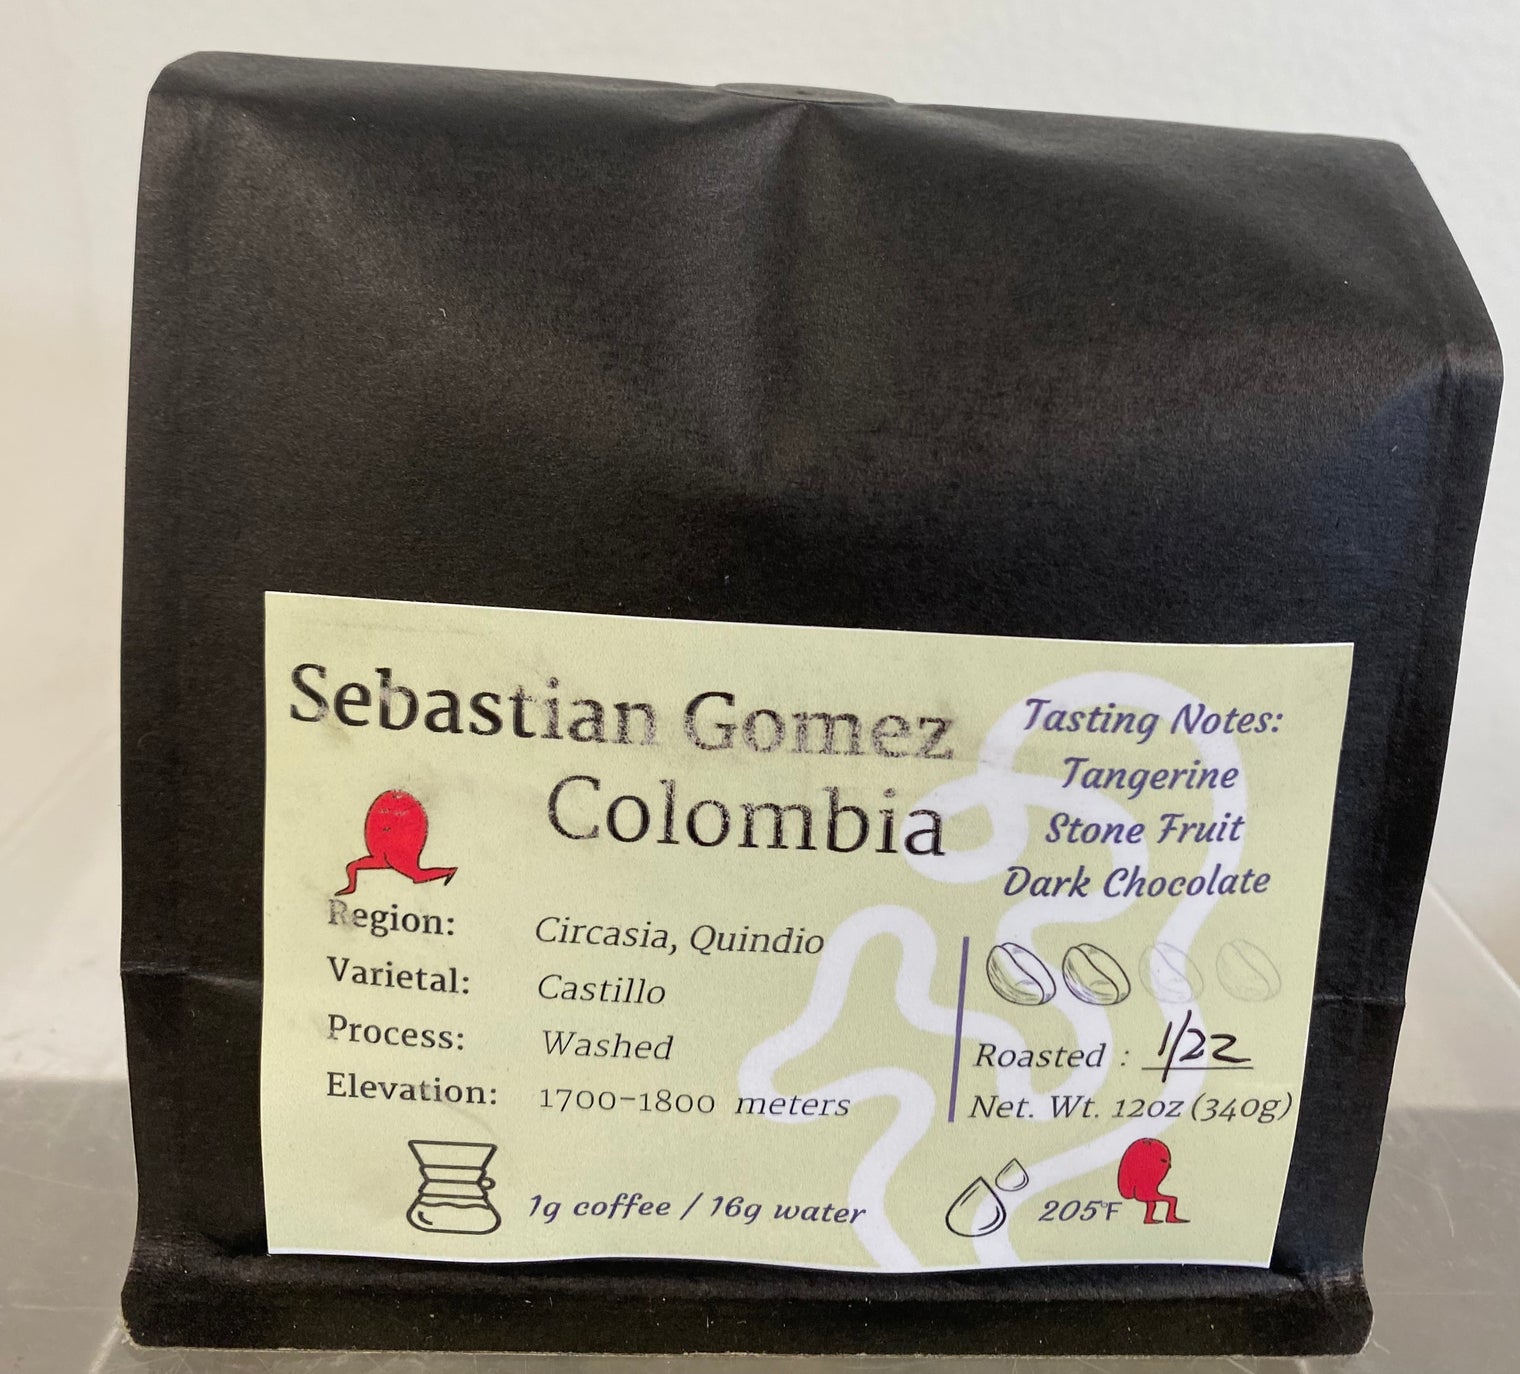 Sebastian Gomez
Colombia
Region: Circasia, Quindio
Varietal: Castillo
Process: Washed
Elevation: 1700-1800 meters
1g coffee / 16g water
Tasting Notes:
Tangerine
Stone Fruit
Dark Chocolate
Roasted : 1/22
Net. Wt. 12oz (340g)
205°F